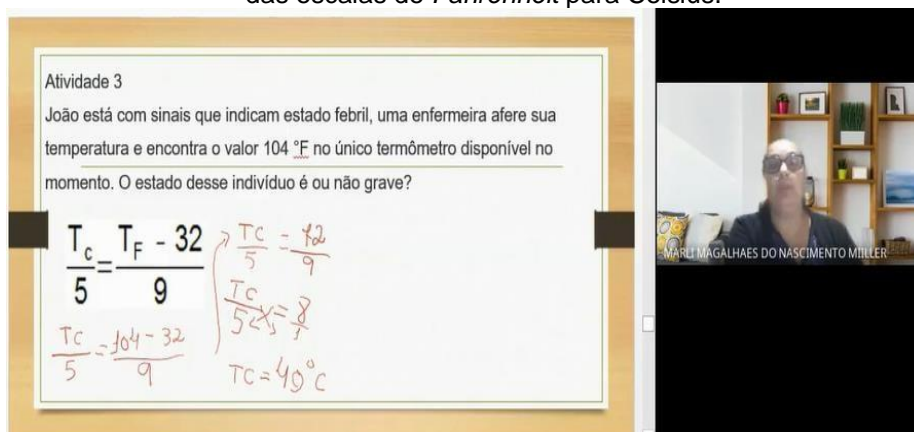 das escalas de Fahrenheit para Celsius.
Atividade 3
João está com sinais que indicam estado febril, uma enfermeira afere sua
temperatura e encontra o valor 104 °F no único termômetro disponível no
momento. O estado desse indivíduo é ou não grave?
Tc/5 = TF - 32/9
Tc/5 = 104 - 32/9
Tc/5 = 72/9
Tc/5 = 8/1
TC = 40°C
MARLI MAGALHAES DO NASCIMENTO MIILLER